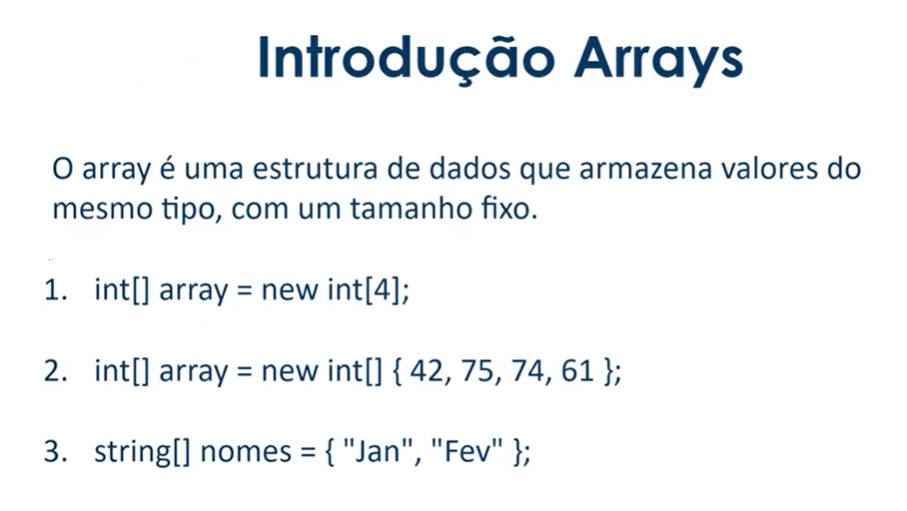 Introdução Arrays
O array é uma estrutura de dados que armazena valores do
mesmo tipo, com um tamanho fixo.
1. int[] array = new int[4];
2. int[] array = new int[] { 42, 75, 74, 61 };
3. string[] nomes = { "Jan", "Fev" };